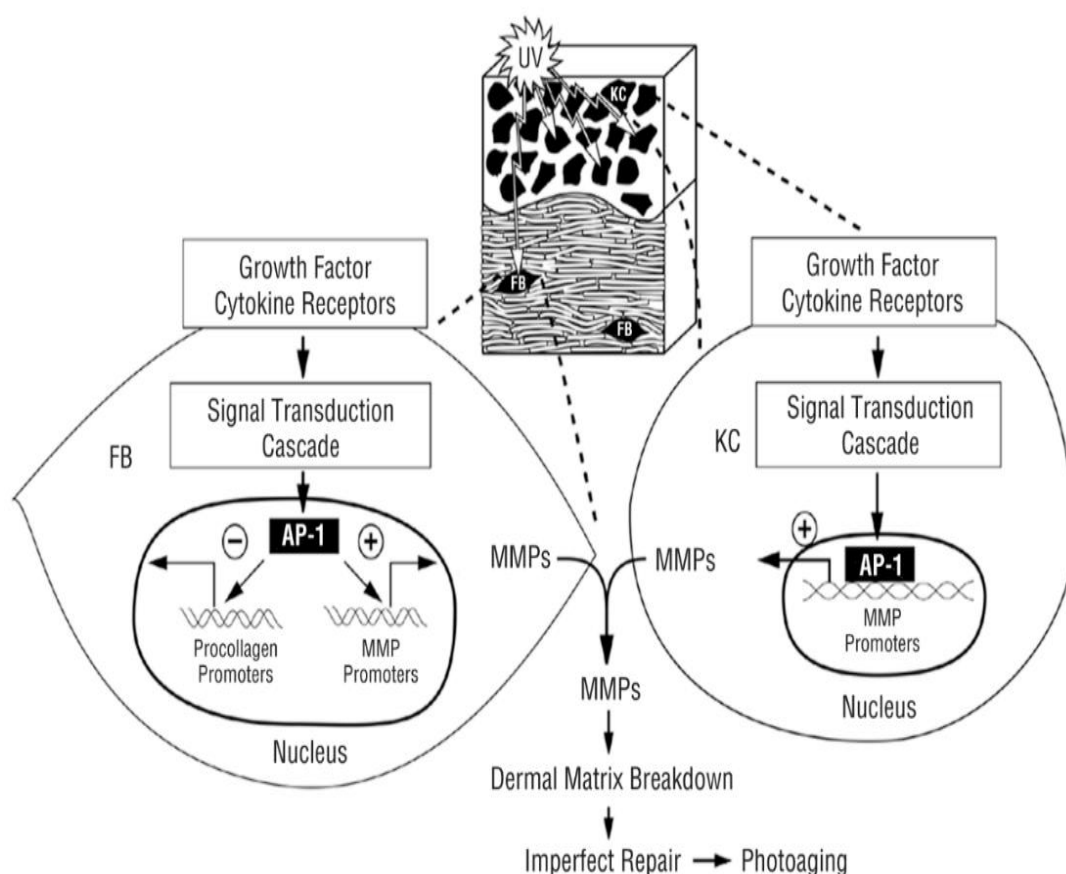 UV
KC
FB
FB
Growth Factor
Cytokine Receptors
Signal Transduction
Cascade
FB
AP-1
−
+
Procollagen
Promoters
MMP
Promoters
Nucleus
Growth Factor
Cytokine Receptors
Signal Transduction
Cascade
KC
+
AP-1
MMP
Promoters
Nucleus
MMPs
MMPs
MMPs
Dermal Matrix Breakdown
Imperfect Repair
Photoaging